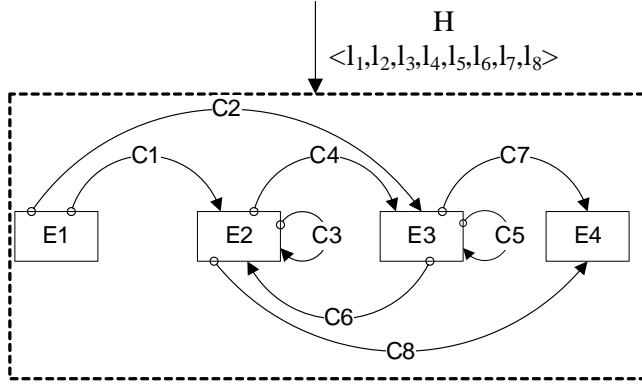 H
<l₁,l₂,l₃,l₄,l₅,l₆,l₇,l₈>
C2
C1
C4
C7
E1
E2
C3
E3
C5
E4
C6
C8